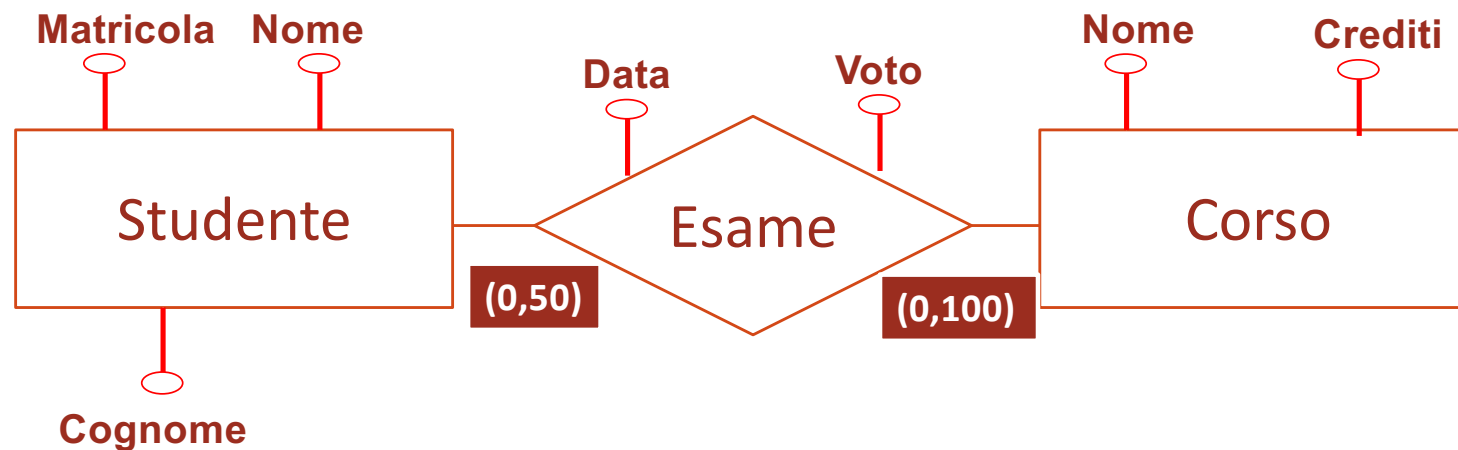 Matricola Nome Nome Crediti
Data Voto
Studente Esame Corso
(0,50) (0,100)
Cognome